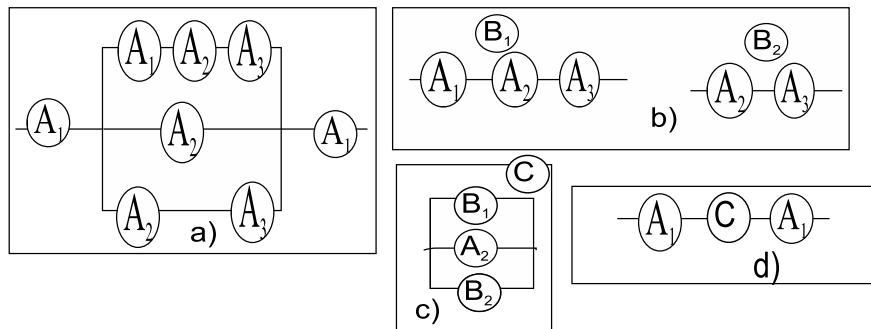 A₁ A₂ A₃
A₁ A₂ A₁
A₂ A₃
a)
B₁ B₂
A₁ A₂ A₃ A₂ A₃
b)
C
B₁
A₂
B₂
c)
A₁ C A₁
d)